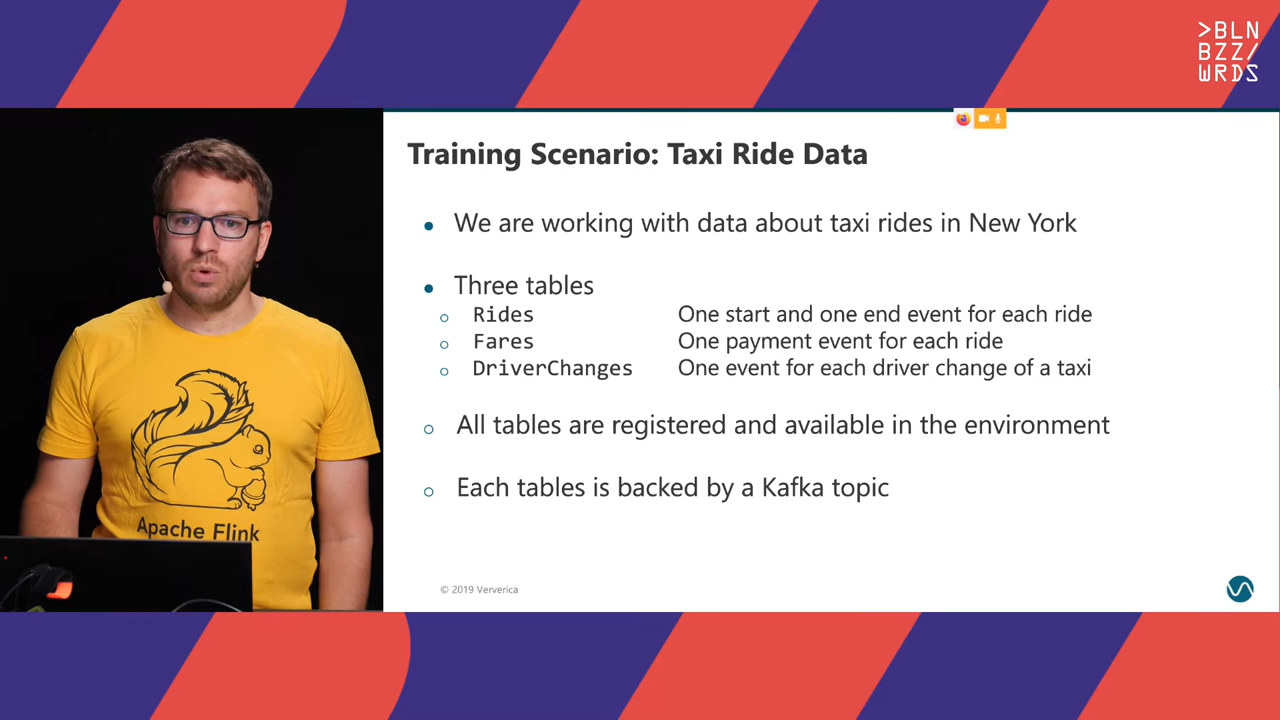 >BLN
BZZ/
WRDS
Training Scenario: Taxi Ride Data
We are working with data about taxi rides in New York
Three tables
Rides One start and one end event for each ride
Fares One payment event for each ride
DriverChanges One event for each driver change of a taxi
All tables are registered and available in the environment
Each tables is backed by a Kafka topic
Apache Flink
© 2019 Ververica